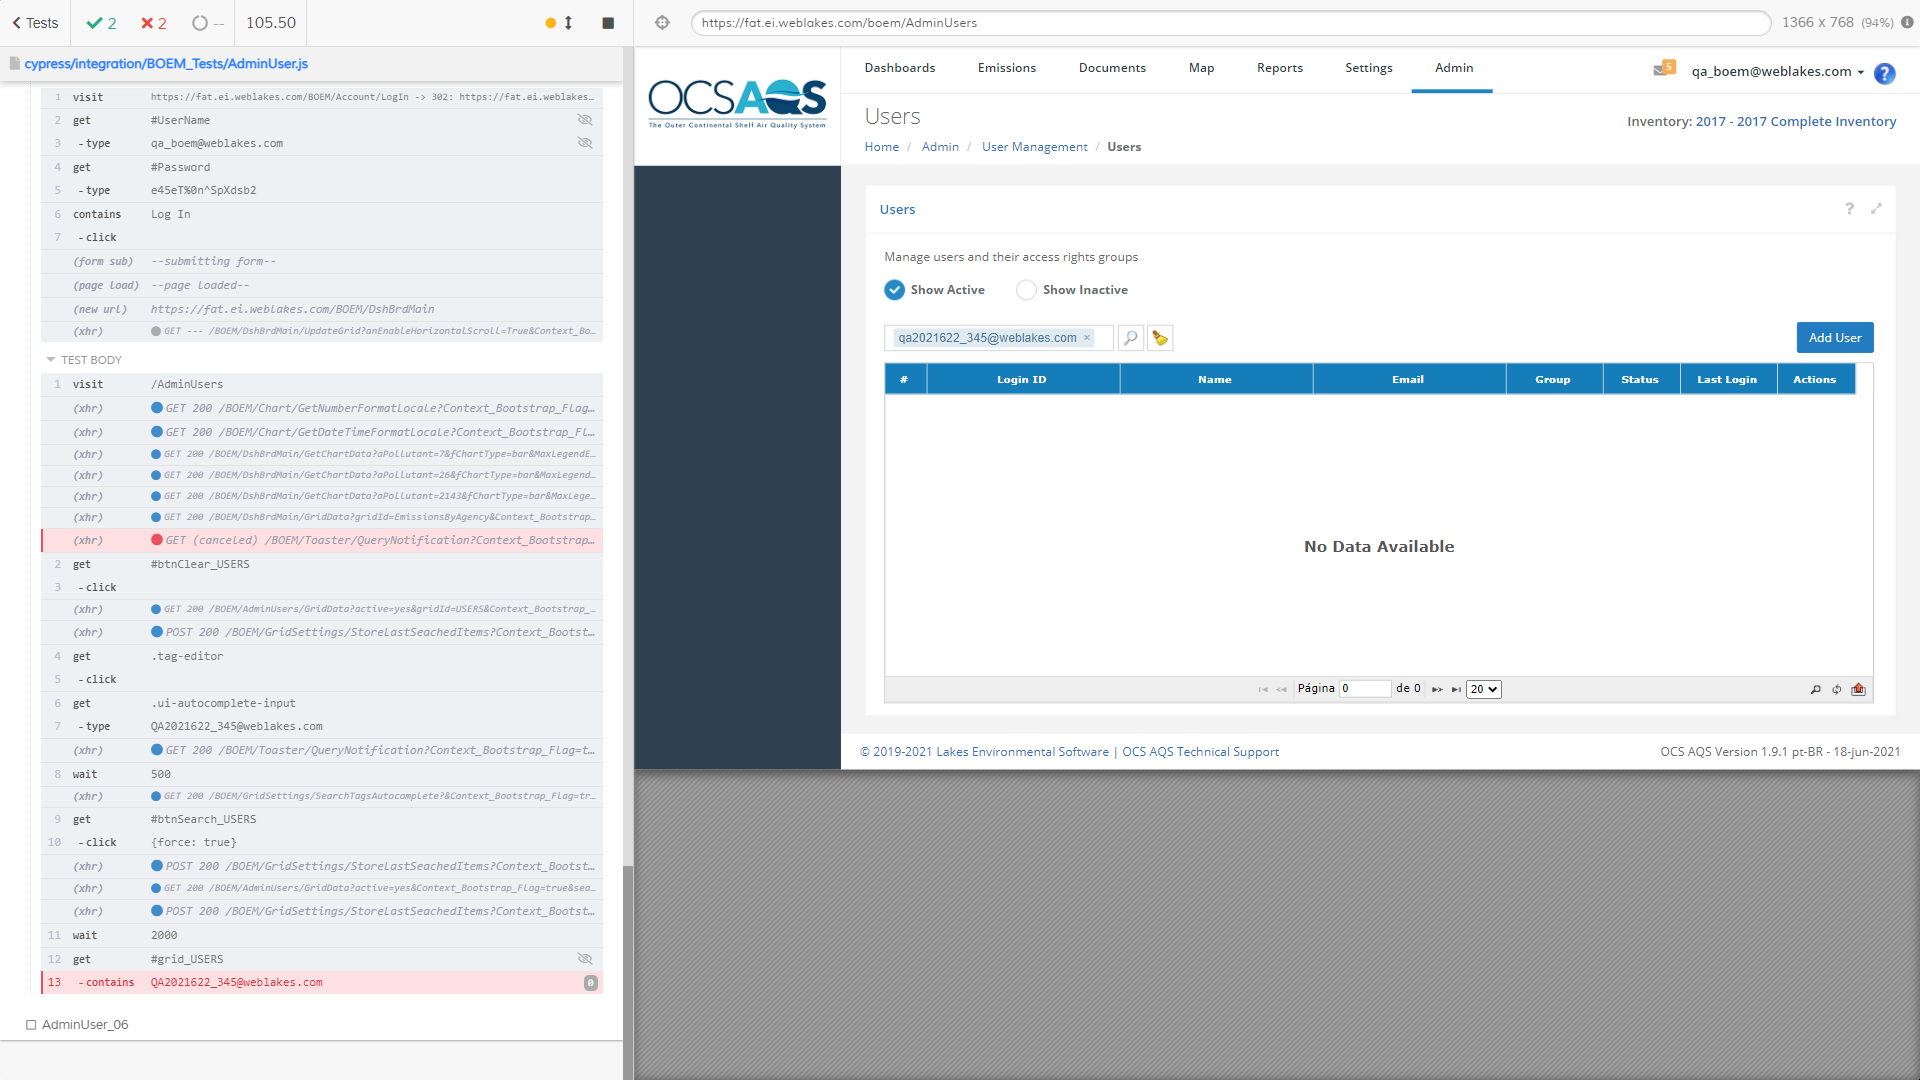 Tests
2
2
--
105.50
cypress/integration/BOEM_Tests/AdminUser.js
1 visit https://fat.ei.weblakes.com/BOEM/Account/LogIn -> 302: https://fat.ei.weblakes...
2 get #UserName
3 -type qa_boem@weblakes.com
4 get #Password
5 -type e45eT%0n^SpXdsb2
6 contains Log In
7 -click
(form sub) --submitting form--
(page load) --page loaded--
(new url) https://fat.ei.weblakes.com/BOEM/DshBrdMain
(xhr) GET --- /BOEM/DshBrdMain/UpdateGrid?anEnableHorizontalScroll=True&Context_Bo...
TEST BODY
1 visit /AdminUsers
(xhr) GET 200 /BOEM/Chart/GetNumberFormatLocale?Context_Bootstrap_Flag...
(xhr) GET 200 /BOEM/Chart/GetDateTimeFormatLocale?Context_Bootstrap_Fl...
(xhr) GET 200 /BOEM/DshBrdMain/GetChartData?aPollutant=7&fChartType=bar&MaxLegendE...
(xhr) GET 200 /BOEM/DshBrdMain/GetChartData?aPollutant=26&fChartType=bar&MaxLegend...
(xhr) GET 200 /BOEM/DshBrdMain/GetChartData?aPollutant=2143&fChartType=bar&MaxLege...
(xhr) GET 200 /BOEM/DshBrdMain/GridData?gridId=EmissionsByAgency&Context_Bootstrap...
(xhr) GET (canceled) /BOEM/Toaster/QueryNotification?Context_Bootstrap...
2 get #btnClear_USERS
3 -click
(xhr) GET 200 /BOEM/AdminUsers/GridData?active=yes&gridId=USERS&Context_Bootstrap_...
(xhr) POST 200 /BOEM/GridSettings/StoreLastSeachedItems?Context_Bootst...
4 get .tag-editor
5 -click
6 get .ui-autocomplete-input
7 -type QA2021622_345@weblakes.com
(xhr) GET 200 /BOEM/Toaster/QueryNotification?Context_Bootstrap_Flag=t...
8 wait 500
(xhr) GET 200 /BOEM/GridSettings/SearchTagsAutocomplete?&Context_Bootstrap_Flag=tr...
9 get #btnSearch_USERS
10 -click {force: true}
(xhr) POST 200 /BOEM/GridSettings/StoreLastSeachedItems?Context_Bootst...
(xhr) GET 200 /BOEM/AdminUsers/GridData?active=yes&Context_Bootstrap_Flag=true&sea...
(xhr) POST 200 /BOEM/GridSettings/StoreLastSeachedItems?Context_Bootst...
11 wait 2000
12 get #grid_USERS
13 -contains QA2021622_345@weblakes.com 0
AdminUser_06
https://fat.ei.weblakes.com/boem/AdminUsers
1366 x 768 (94%)
OCSAQS
The Outer Continental Shelf Air Quality System
Dashboards Emissions Documents Map Reports Settings Admin
5
qa_boem@weblakes.com
?
Users
Inventory: 2017 - 2017 Complete Inventory
Home / Admin / User Management / Users
Users
?
Manage users and their access rights groups
Show Active Show Inactive
qa2021622_345@weblakes.com ×
Add User
# Login ID Name Email Group Status Last Login Actions
No Data Available
Página 0 de 0 20
© 2019-2021 Lakes Environmental Software | OCS AQS Technical Support
OCS AQS Version 1.9.1 pt-BR - 18-jun-2021